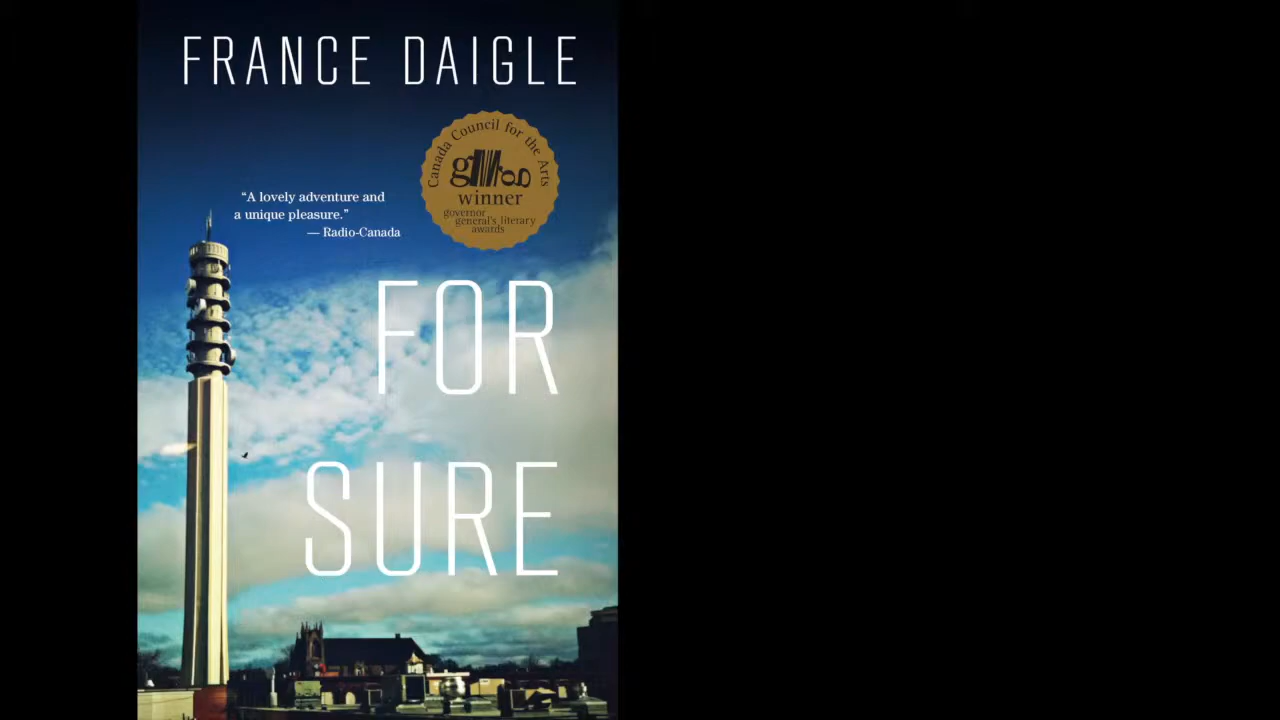 FRANCE DAIGLE
Canada Council for the Arts
winner
governor
general's literary
awards
“A lovely adventure and
a unique pleasure.”
— Radio-Canada
FOR
SURE